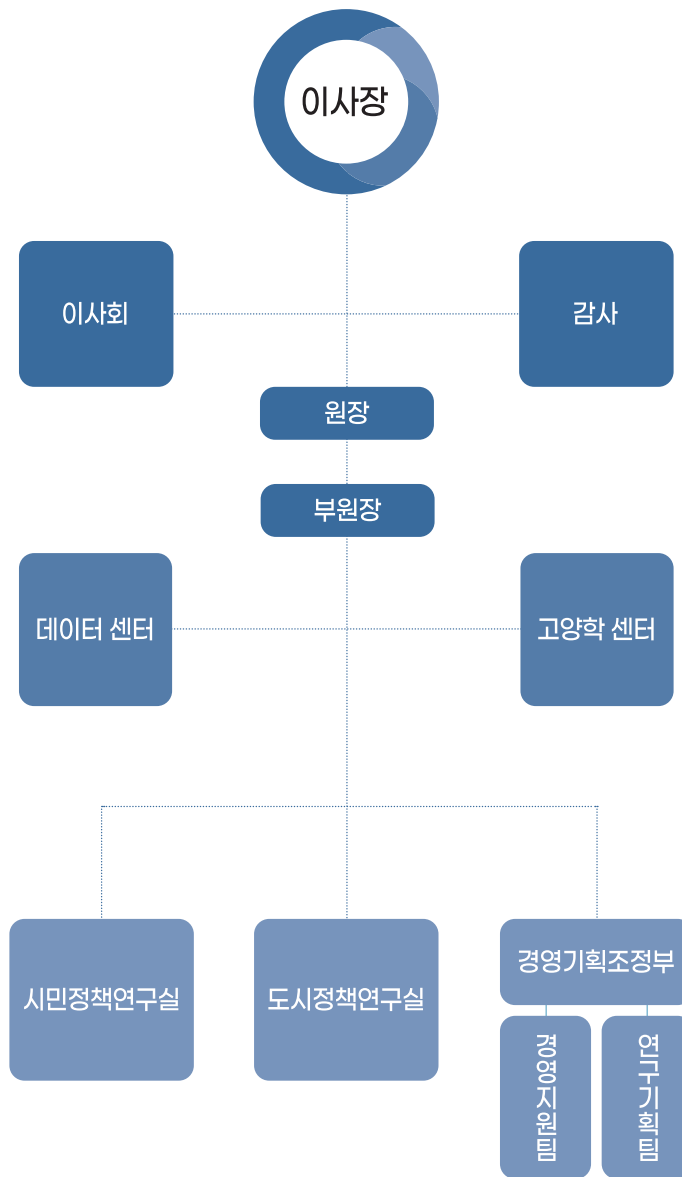 이사장
이사회
감사
원장
부원장
데이터 센터
고양학 센터
시민정책연구실
도시정책연구실
경영기획조정부
경영지원팀
연구기획팀